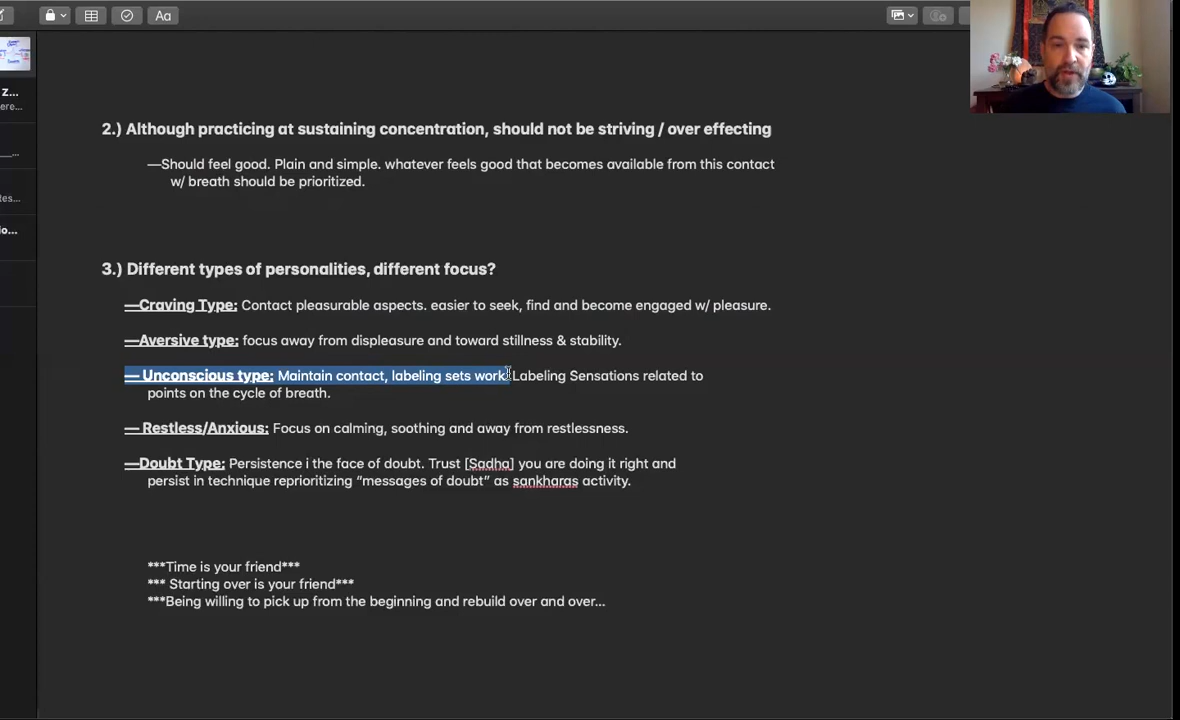 Aa
Z...
ere...
...
tes...
io...
2.) Although practicing at sustaining concentration, should not be striving / over effecting
—Should feel good. Plain and simple. whatever feels good that becomes available from this contact
w/ breath should be prioritized.
3.) Different types of personalities, different focus?
—Craving Type: Contact pleasurable aspects. easier to seek, find and become engaged w/ pleasure.
—Aversive type: focus away from displeasure and toward stillness & stability.
— Unconscious type: Maintain contact, labeling sets work. Labeling Sensations related to
points on the cycle of breath.
— Restless/Anxious: Focus on calming, soothing and away from restlessness.
—Doubt Type: Persistence i the face of doubt. Trust [Sadha] you are doing it right and
persist in technique reprioritizing “messages of doubt” as sankharas activity.
***Time is your friend***
*** Starting over is your friend***
***Being willing to pick up from the beginning and rebuild over and over...